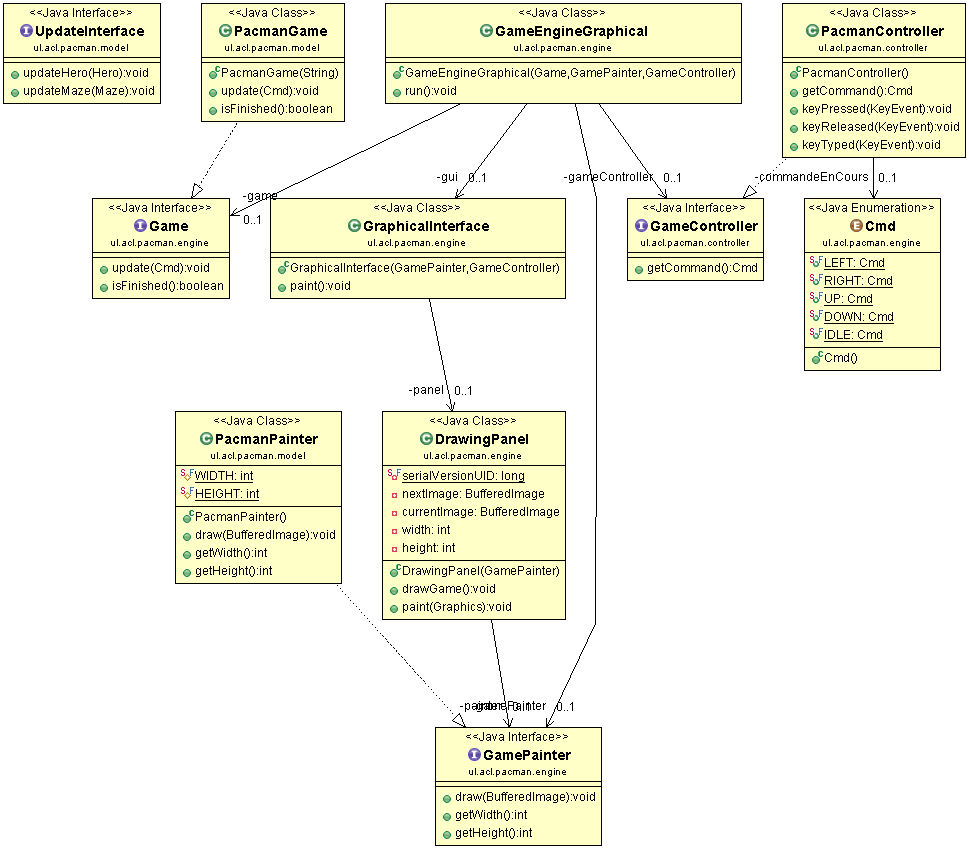 <<Java Interface>>
UpdateInterface
ul.acl.pacman.model
updateHero(Hero):void
updateMaze(Maze):void
<<Java Class>>
PacmanGame
ul.acl.pacman.model
PacmanGame(String)
update(Cmd):void
isFinished():boolean
<<Java Class>>
GameEngineGraphical
ul.acl.pacman.engine
GameEngineGraphical(Game,GamePainter,GameController)
run():void
<<Java Class>>
PacmanController
ul.acl.pacman.controller
PacmanController()
getCommand():Cmd
keyPressed(KeyEvent):void
keyReleased(KeyEvent):void
keyTyped(KeyEvent):void
-game
0..1
-gui
0..1
-gameController
0..1
-commandeEnCours
0..1
<<Java Interface>>
Game
ul.acl.pacman.engine
update(Cmd):void
isFinished():boolean
<<Java Class>>
GraphicalInterface
ul.acl.pacman.engine
GraphicalInterface(GamePainter,GameController)
paint():void
<<Java Interface>>
GameController
ul.acl.pacman.controller
getCommand():Cmd
<<Java Enumeration>>
Cmd
ul.acl.pacman.controller
LEFT: Cmd
RIGHT: Cmd
UP: Cmd
DOWN: Cmd
IDLE: Cmd
Cmd()
-panel
0..1
<<Java Class>>
PacmanPainter
ul.acl.pacman.model
WIDTH: int
HEIGHT: int
PacmanPainter()
draw(BufferedImage):void
getWidth():int
getHeight():int
<<Java Class>>
DrawingPanel
ul.acl.pacman.engine
serialVersionUID: long
nextImage: BufferedImage
currentImage: BufferedImage
width: int
height: int
DrawingPanel(GamePainter)
drawGame():void
paint(Graphics):void
0..1
<<Java Interface>>
GamePainter
ul.acl.pacman.engine
draw(BufferedImage):void
getWidth():int
getHeight():int